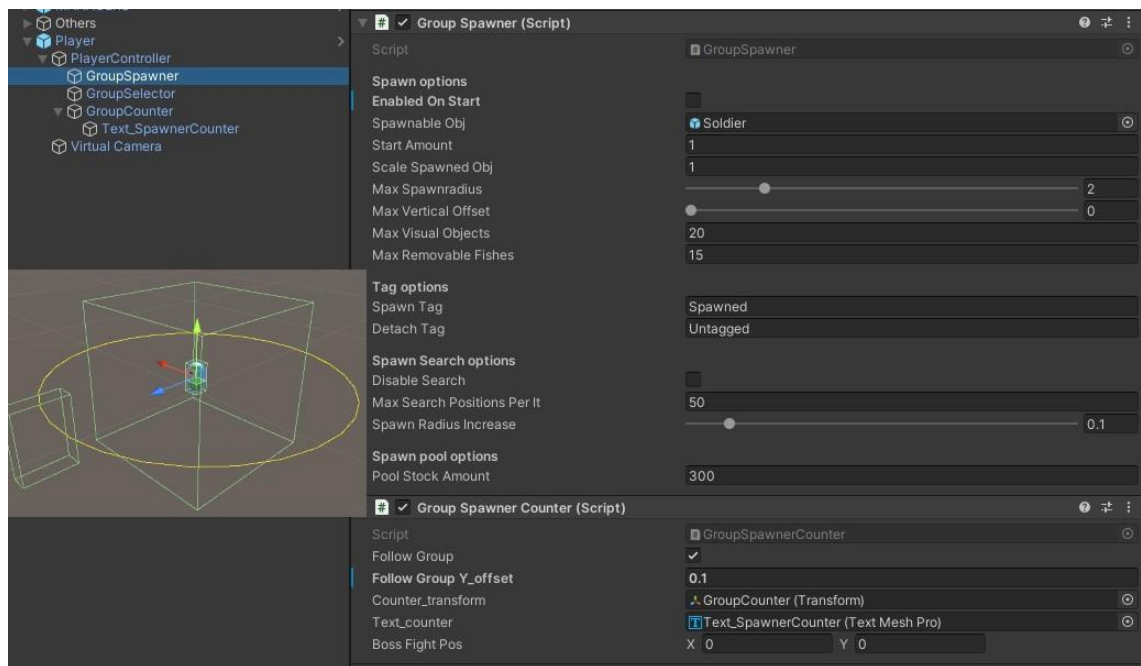 Others
Player
PlayerController
GroupSpawner
GroupSelector
GroupCounter
Text_SpawnerCounter
Virtual Camera
# Group Spawner (Script)
Script GroupSpawner
Spawn options
Enabled On Start
Spawnable Obj Soldier
Start Amount 1
Scale Spawned Obj 1
Max Spawnradius 2
Max Vertical Offset 0
Max Visual Objects 20
Max Removable Fishes 15
Tag options
Spawn Tag Spawned
Detach Tag Untagged
Spawn Search options
Disable Search
Max Search Positions Per It 50
Spawn Radius Increase 0.1
Spawn pool options
Pool Stock Amount 300
# Group Spawner Counter (Script)
Script GroupSpawnerCounter
Follow Group
Follow Group Y_offset 0.1
Counter_transform GroupCounter (Transform)
Text_counter Text_SpawnerCounter (Text Mesh Pro)
Boss Fight Pos X 0 Y 0